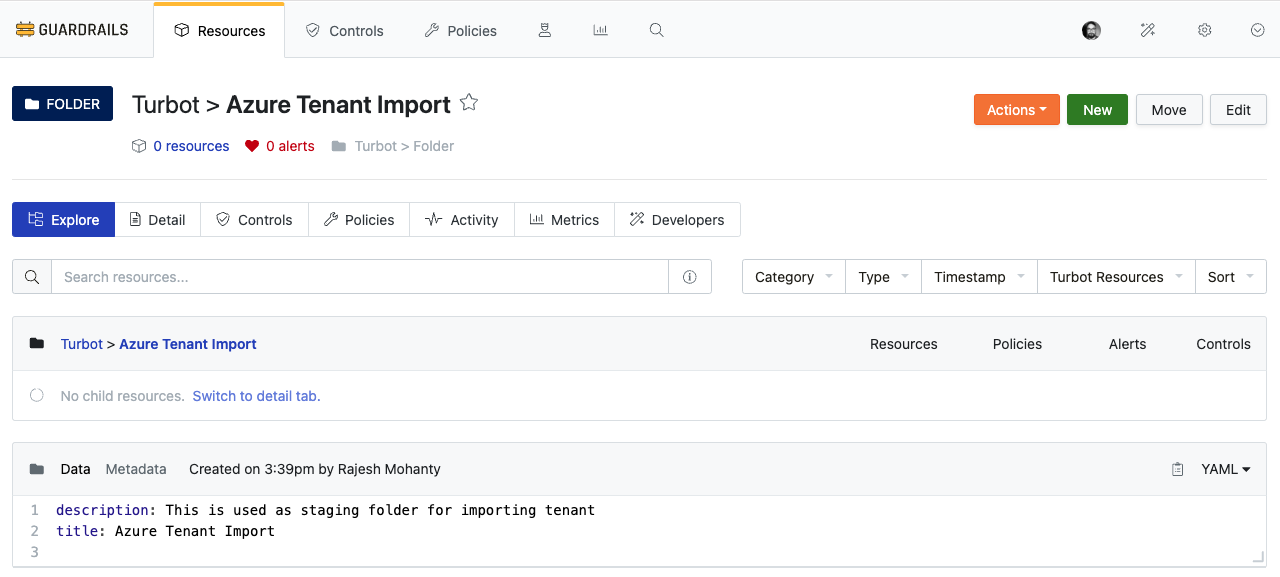 GUARDRAILS Resources Controls Policies
FOLDER Turbot > Azure Tenant Import Actions New Move Edit
0 resources 0 alerts Turbot > Folder
Explore Detail Controls Policies Activity Metrics Developers
Search resources... Category Type Timestamp Turbot Resources Sort
Turbot > Azure Tenant Import Resources Policies Alerts Controls
No child resources. Switch to detail tab.
Data Metadata Created on 3:39pm by Rajesh Mohanty YAML
1 description: This is used as staging folder for importing tenant
2 title: Azure Tenant Import
3